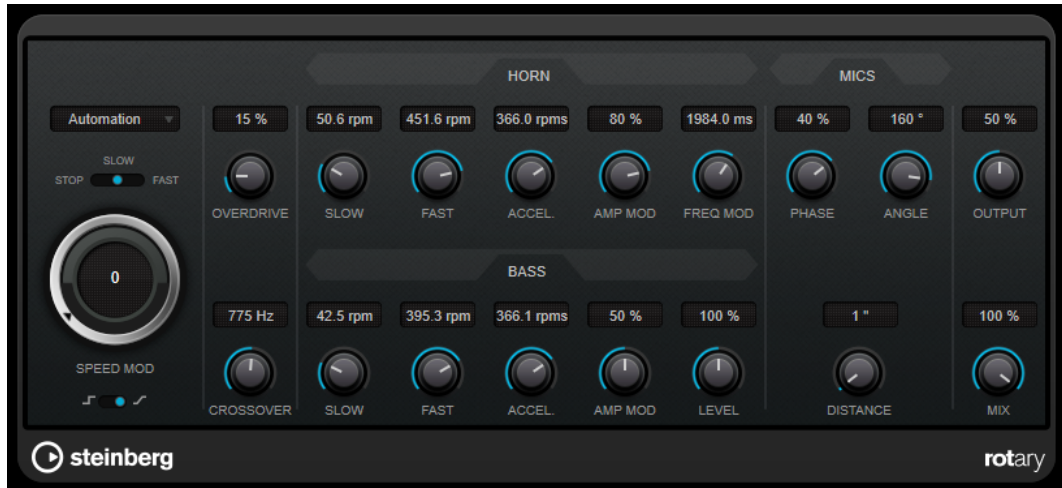 HORN
MICS
Automation
15 %
50.6 rpm
451.6 rpm
366.0 rpms
80 %
1984.0 ms
40 %
160 °
50 %
SLOW
STOP
FAST
OVERDRIVE
SLOW
FAST
ACCEL.
AMP MOD
FREQ MOD
PHASE
ANGLE
OUTPUT
0
BASS
775 Hz
42.5 rpm
395.3 rpm
366.1 rpms
50 %
100 %
1 "
100 %
SPEED MOD
CROSSOVER
SLOW
FAST
ACCEL.
AMP MOD
LEVEL
DISTANCE
MIX
steinberg
rotary